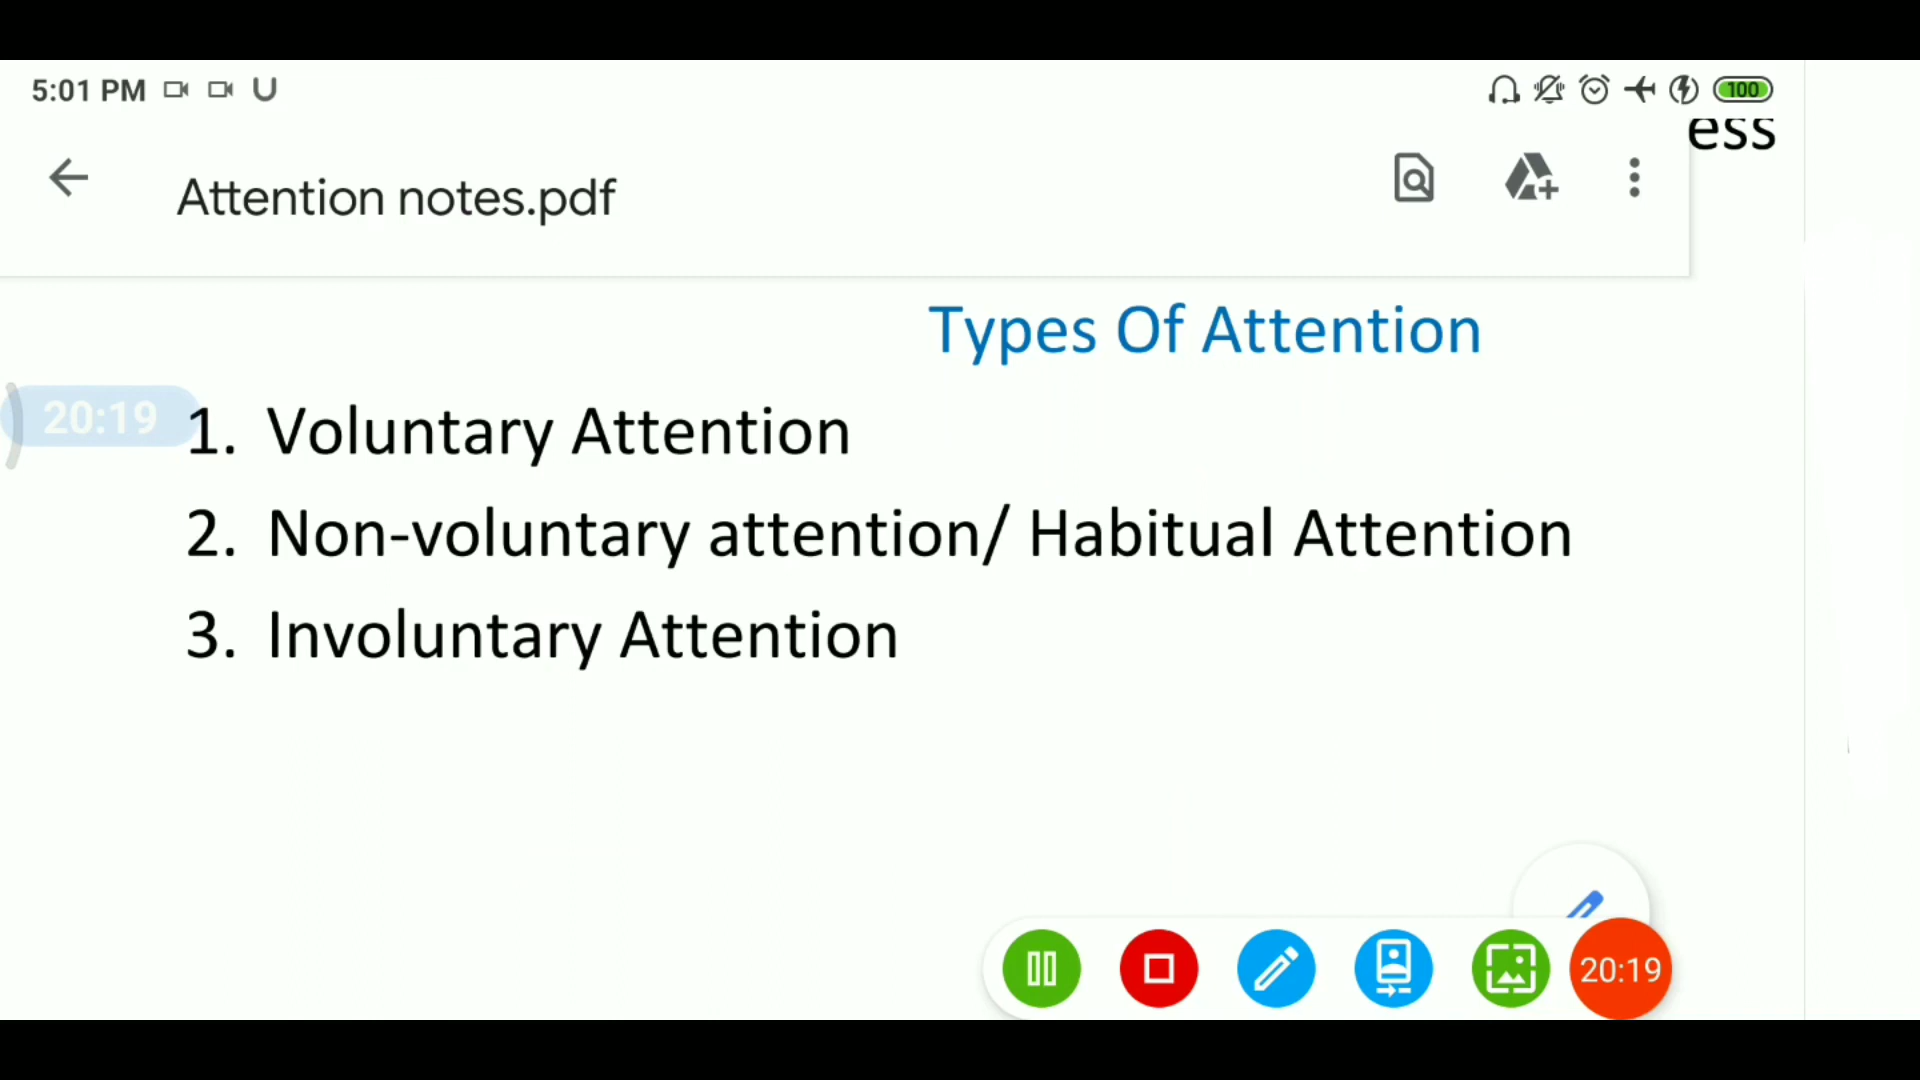 5:01 PM
100
ess
Attention notes.pdf
Types Of Attention
20:19
1. Voluntary Attention
2. Non-voluntary attention/ Habitual Attention
3. Involuntary Attention
20:19